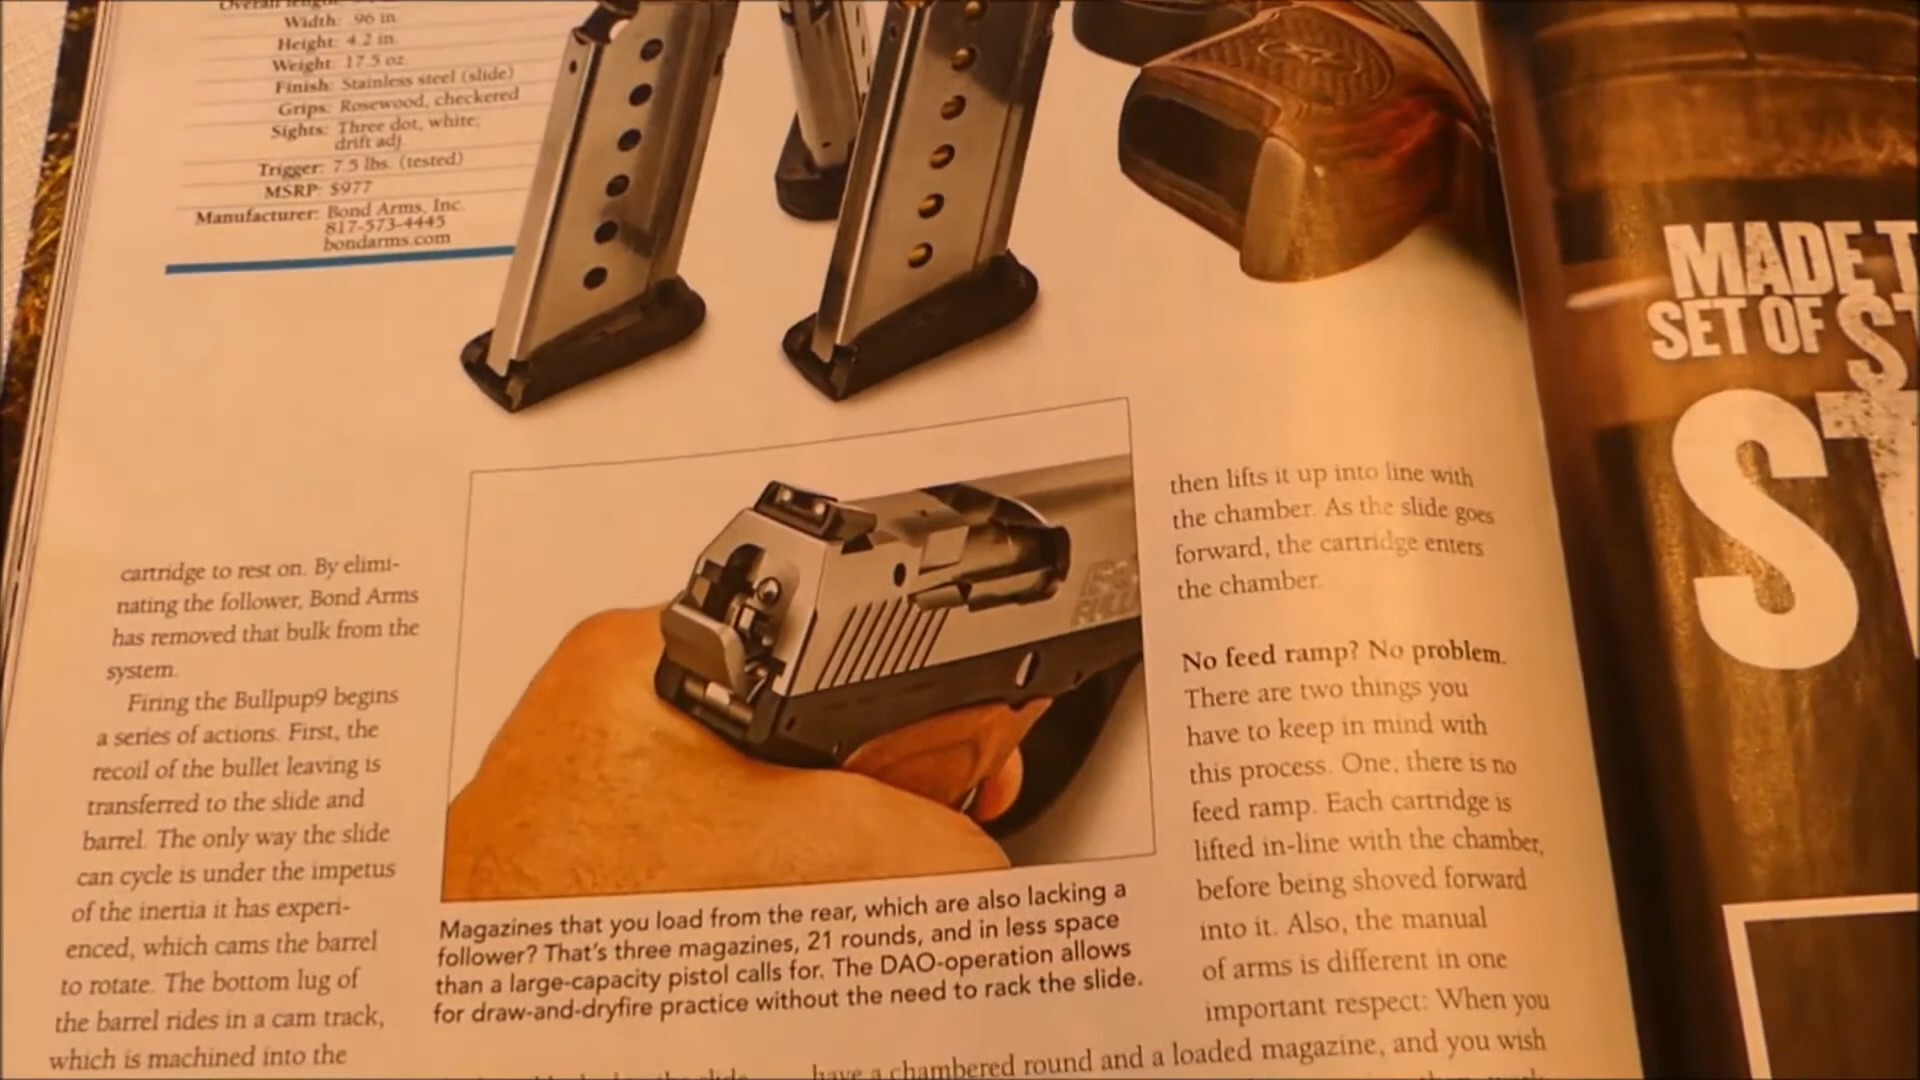 Overall length:
Width: .96 in.
Height: 4.2 in.
Weight: 17.5 oz.
Finish: Stainless steel (slide)
Grips: Rosewood, checkered
Sights: Three dot, white;
drift adj.
Trigger: 7.5 lbs. (tested)
MSRP: $977
Manufacturer: Bond Arms, Inc.
817-573-4445
bondarms.com
cartridge to rest on. By elimi-
nating the follower, Bond Arms
has removed that bulk from the
system.
Firing the Bullpup9 begins
a series of actions. First, the
recoil of the bullet leaving is
transferred to the slide and
barrel. The only way the slide
can cycle is under the impetus
of the inertia it has experi-
enced, which cams the barrel
to rotate. The bottom lug of
the barrel rides in a cam track,
which is machined into the
Magazines that you load from the rear, which are also lacking a
follower? That's three magazines, 21 rounds, and in less space
than a large-capacity pistol calls for. The DAO-operation allows
for draw-and-dryfire practice without the need to rack the slide.
then lifts it up into line with
the chamber. As the slide goes
forward, the cartridge enters
the chamber.
No feed ramp? No problem.
There are two things you
have to keep in mind with
this process. One, there is no
feed ramp. Each cartridge is
lifted in-line with the chamber,
before being shoved forward
into it. Also, the manual
of arms is different in one
important respect: When you
have a chambered round and a loaded magazine, and you wish
MADE T
SET OF ST
ST